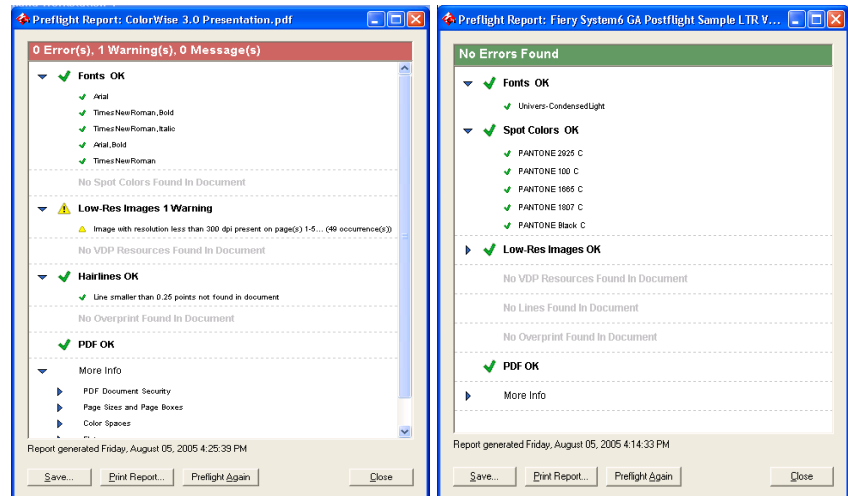 Preflight Report: ColorWise 3.0 Presentation.pdf
0 Error(s), 1 Warning(s), 0 Message(s)
Fonts OK
Arial
TimesNewRoman,Bold
TimesNewRoman,Italic
Arial,Bold
TimesNewRoman
No Spot Colors Found In Document
Low-Res Images 1 Warning
Image with resolution less than 300 dpi present on page(s) 1-5... (49 occurrence(s))
No VDP Resources Found In Document
Hairlines OK
Line smaller than 0.25 points not found in document
No Overprint Found In Document
PDF OK
More Info
PDF Document Security
Page Sizes and Page Boxes
Color Spaces
Report generated Friday, August 05, 2005 4:25:39 PM
Save... Print Report... Preflight Again Close
Preflight Report: Fiery System6 GA Postflight Sample LTR V...
No Errors Found
Fonts OK
Univers-CondensedLight
Spot Colors OK
PANTONE 2925 C
PANTONE 100 C
PANTONE 1665 C
PANTONE 1807 C
PANTONE Black C
Low-Res Images OK
No VDP Resources Found In Document
No Lines Found In Document
No Overprint Found In Document
PDF OK
More Info
Report generated Friday, August 05, 2005 4:14:33 PM
Save... Print Report... Preflight Again Close